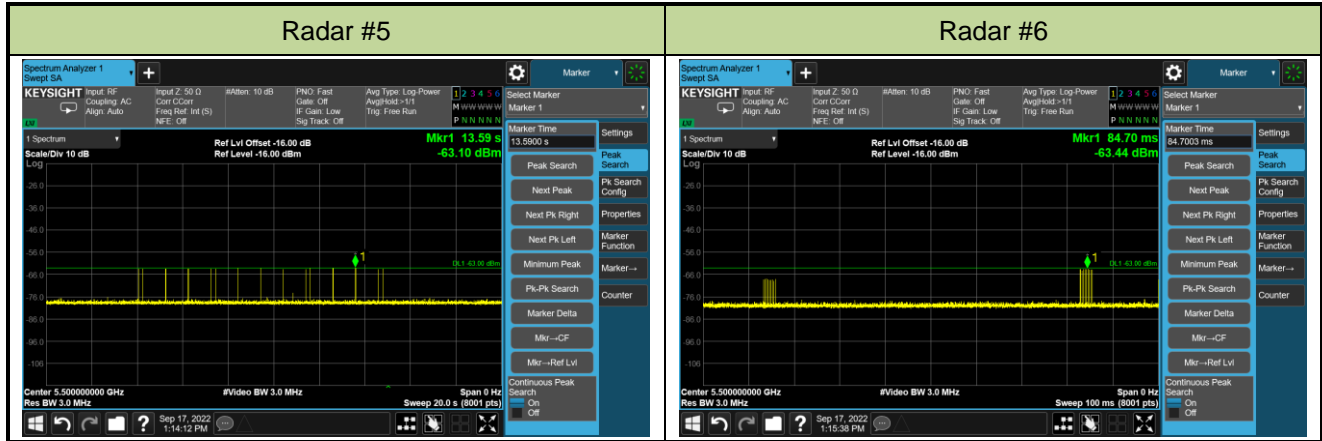 Radar #5
Radar #6
Spectrum Analyzer 1
Swept SA
+
Marker
KEYSIGHT
Input: RF
Coupling: AC
Align: Auto
Input Z: 50 Ω
Corr CCorr
Freq Ref: Int (S)
NFE: Off
#Atten: 10 dB
PNO: Fast
Gate: Off
IF Gain: Low
Sig Track: Off
Avg Type: Log-Power
Avg|Hold:>1/1
Trig: Free Run
1 2 3 4 5 6
M W W W W W
P N N N N N
Select Marker
Marker 1
1 Spectrum
Scale/Div 10 dB
Log
Ref Lvl Offset -16.00 dB
Ref Level -16.00 dBm
Mkr1 13.59 s
-63.10 dBm
-26.0
-36.0
-46.0
-56.0
-66.0
-76.0
-86.0
-96.0
-106
1
DL1 -63.00 dBm
Center 5.500000000 GHz
Res BW 3.0 MHz
#Video BW 3.0 MHz
Span 0 Hz
Sweep 20.0 s (8001 pts)
Marker Time
13.5900 s
Peak Search
Next Peak
Next Pk Right
Next Pk Left
Minimum Peak
Pk-Pk Search
Marker Delta
Mkr→CF
Mkr→Ref Lvl
Continuous Peak
Search
On
Off
Settings
Peak
Search
Pk Search
Config
Properties
Marker
Function
Marker→
Counter
?
Sep 17, 2022
1:14:12 PM
Spectrum Analyzer 1
Swept SA
+
Marker
KEYSIGHT
Input: RF
Coupling: AC
Align: Auto
Input Z: 50 Ω
Corr CCorr
Freq Ref: Int (S)
NFE: Off
#Atten: 10 dB
PNO: Fast
Gate: Off
IF Gain: Low
Sig Track: Off
Avg Type: Log-Power
Avg|Hold:>1/1
Trig: Free Run
1 2 3 4 5 6
M W W W W W
P N N N N N
Select Marker
Marker 1
1 Spectrum
Scale/Div 10 dB
Log
Ref Lvl Offset -16.00 dB
Ref Level -16.00 dBm
Mkr1 84.70 ms
-63.44 dBm
-26.0
-36.0
-46.0
-56.0
-66.0
-76.0
-86.0
-96.0
-106
1
DL1 -63.00 dBm
Center 5.500000000 GHz
Res BW 3.0 MHz
#Video BW 3.0 MHz
Span 0 Hz
Sweep 100 ms (8001 pts)
Marker Time
84.7003 ms
Peak Search
Next Peak
Next Pk Right
Next Pk Left
Minimum Peak
Pk-Pk Search
Marker Delta
Mkr→CF
Mkr→Ref Lvl
Continuous Peak
Search
On
Off
Settings
Peak
Search
Pk Search
Config
Properties
Marker
Function
Marker→
Counter
?
Sep 17, 2022
1:15:38 PM